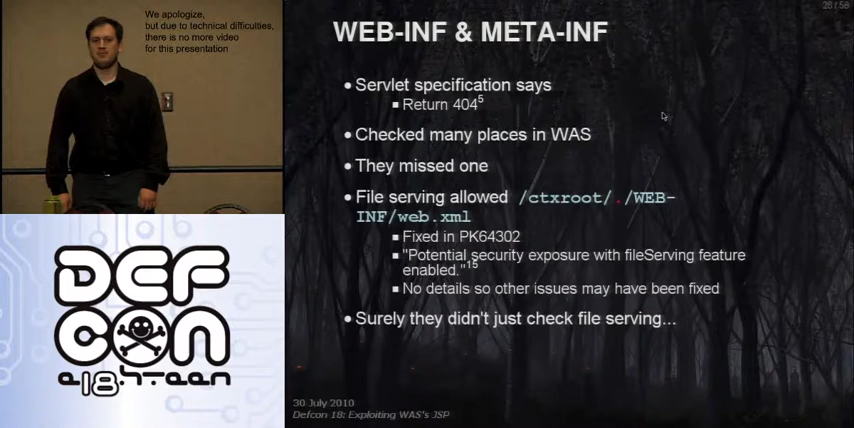 We apologize,
but due to technical difficulties,
there is no more video
for this presentation
28/58
WEB-INF & META-INF
● Servlet specification says
■ Return 404⁵
● Checked many places in WAS
● They missed one
● File serving allowed /ctxroot/./WEB-
INF/web.xml
■ Fixed in PK64302
■ "Potential security exposure with fileServing feature
enabled."¹⁵
■ No details so other issues may have been fixed
● Surely they didn't just check file serving...
30 July 2010
Defcon 18: Exploiting WAS's JSP
DEF
CON
e18hteen